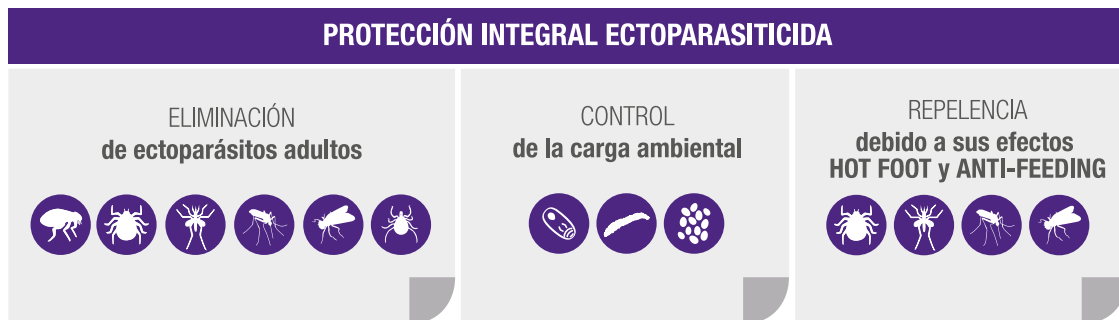 PROTECCIÓN INTEGRAL ECTOPARASITICIDA
ELIMINACIÓN
de ectoparásitos adultos
CONTROL
de la carga ambiental
REPELENCIA
debido a sus efectos
HOT FOOT y ANTI-FEEDING